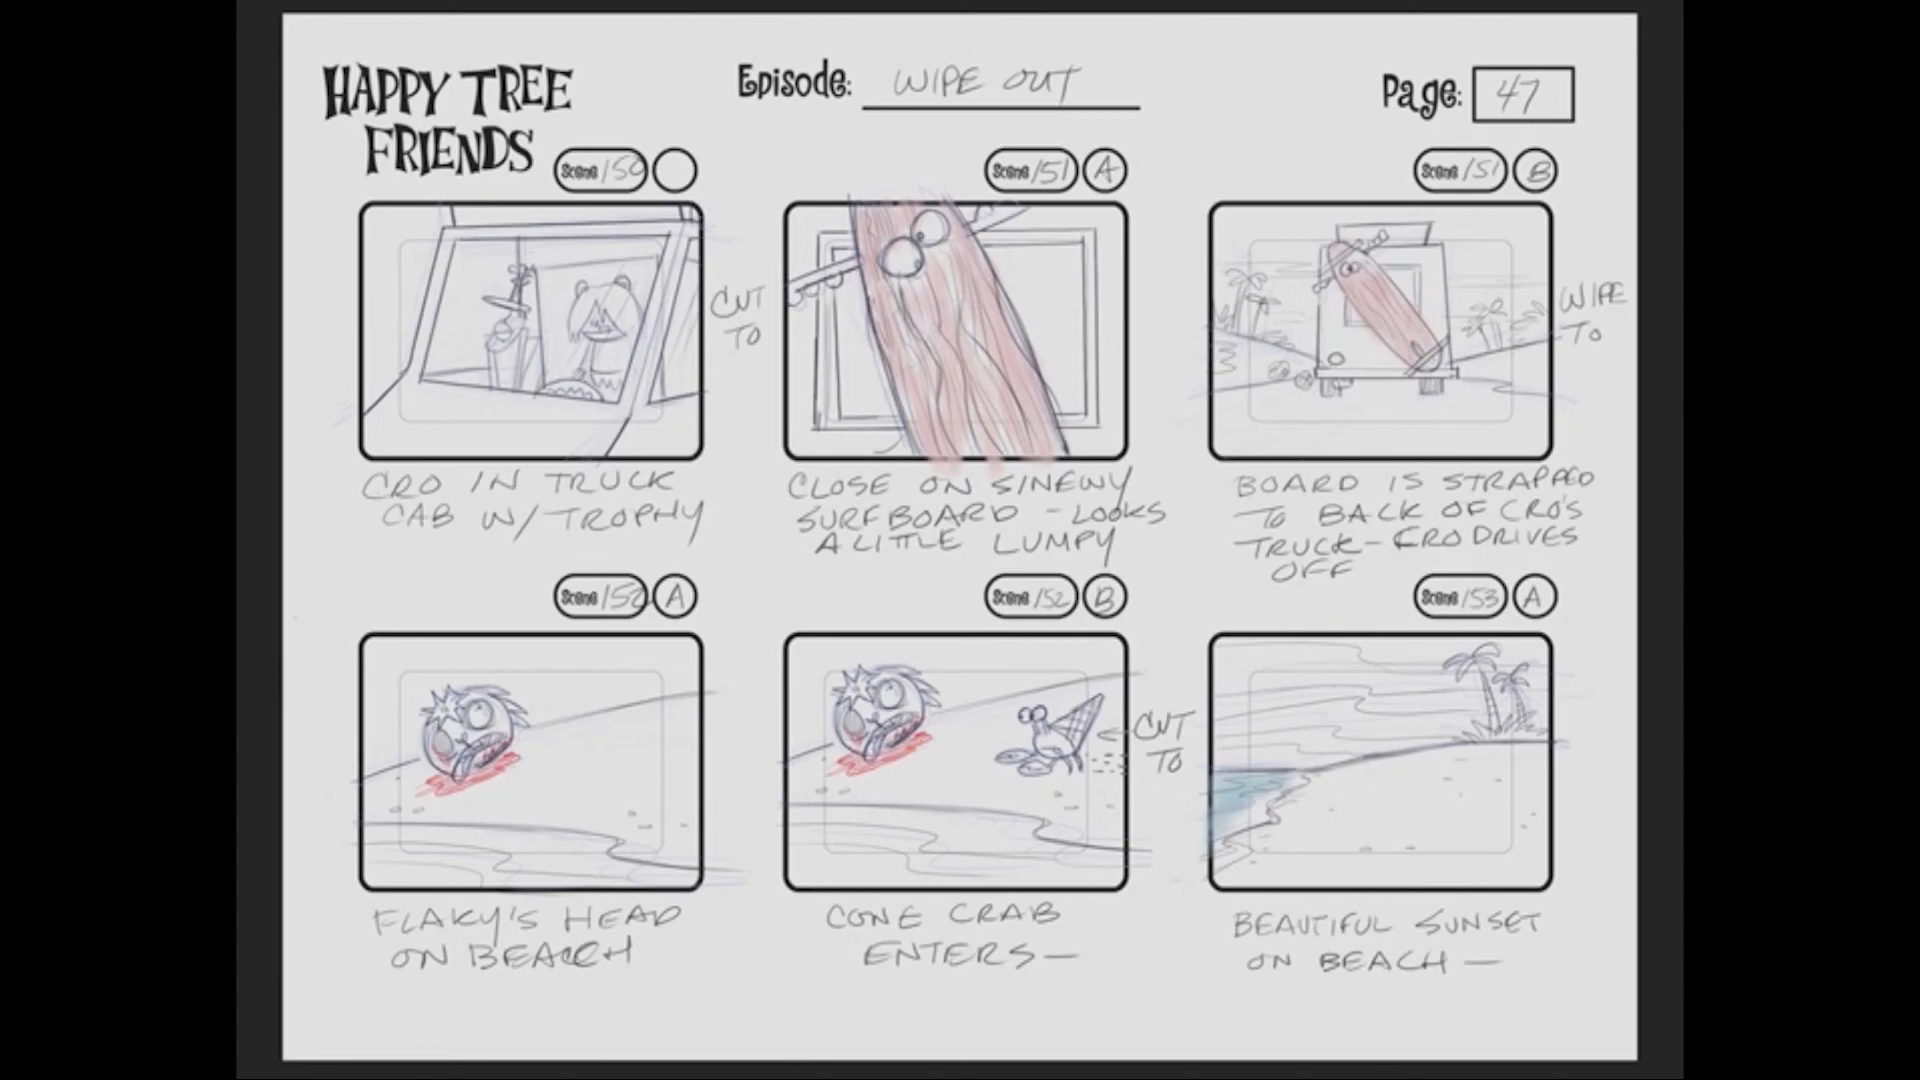 HAPPY TREE
FRIENDS
Episode: WIPE OUT
Page: 47
Scene 150
Scene 151 A
Scene 151 B
CUT
TO
WIPE
TO
CRO IN TRUCK
CAB W/ TROPHY
CLOSE ON SINEWY
SURFBOARD - LOOKS
A LITTLE LUMPY
BOARD IS STRAPPED
TO BACK OF CRO'S
TRUCK - CRO DRIVES
OFF
Scene 152 A
Scene 152 B
Scene 153 A
CUT
TO
FLAKY'S HEAD
ON BEACH
CONE CRAB
ENTERS —
BEAUTIFUL SUNSET
ON BEACH —